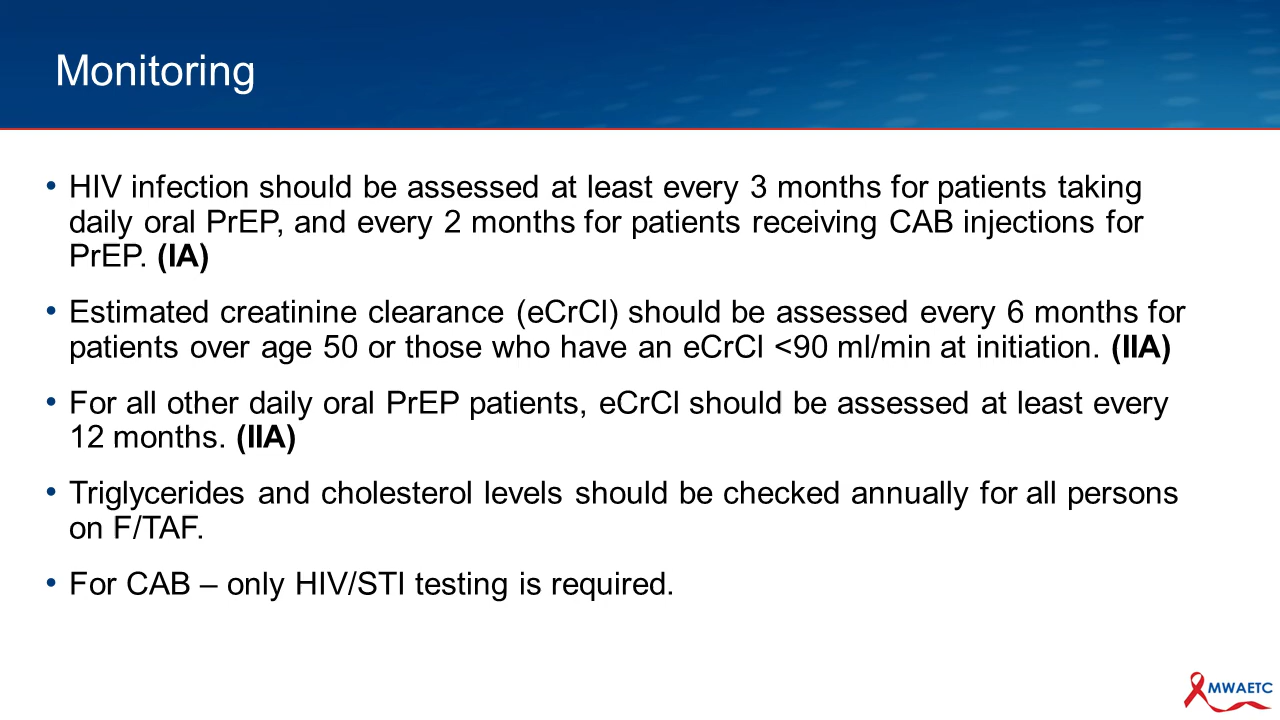 Monitoring
• HIV infection should be assessed at least every 3 months for patients taking
daily oral PrEP, and every 2 months for patients receiving CAB injections for
PrEP. (IA)
• Estimated creatinine clearance (eCrCl) should be assessed every 6 months for
patients over age 50 or those who have an eCrCl <90 ml/min at initiation. (IIA)
• For all other daily oral PrEP patients, eCrCl should be assessed at least every
12 months. (IIA)
• Triglycerides and cholesterol levels should be checked annually for all persons
on F/TAF.
• For CAB – only HIV/STI testing is required.
MWAETC